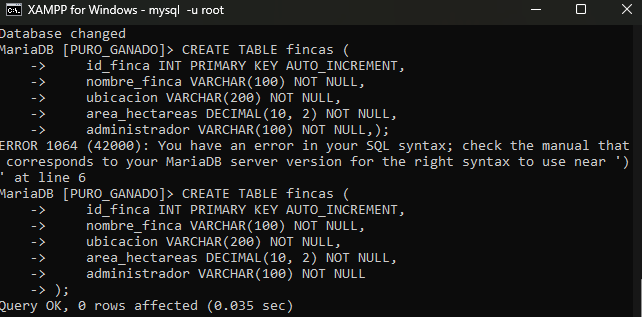 XAMPP for Windows - mysql -u root
Database changed
MariaDB [PURO_GANADO]> CREATE TABLE fincas (
    ->     id_finca INT PRIMARY KEY AUTO_INCREMENT,
    ->     nombre_finca VARCHAR(100) NOT NULL,
    ->     ubicacion VARCHAR(200) NOT NULL,
    ->     area_hectareas DECIMAL(10, 2) NOT NULL,
    ->     administrador VARCHAR(100) NOT NULL,);
ERROR 1064 (42000): You have an error in your SQL syntax; check the manual that
 corresponds to your MariaDB server version for the right syntax to use near ')
' at line 6
MariaDB [PURO_GANADO]> CREATE TABLE fincas (
    ->     id_finca INT PRIMARY KEY AUTO_INCREMENT,
    ->     nombre_finca VARCHAR(100) NOT NULL,
    ->     ubicacion VARCHAR(200) NOT NULL,
    ->     area_hectareas DECIMAL(10, 2) NOT NULL,
    ->     administrador VARCHAR(100) NOT NULL
    -> );
Query OK, 0 rows affected (0.035 sec)